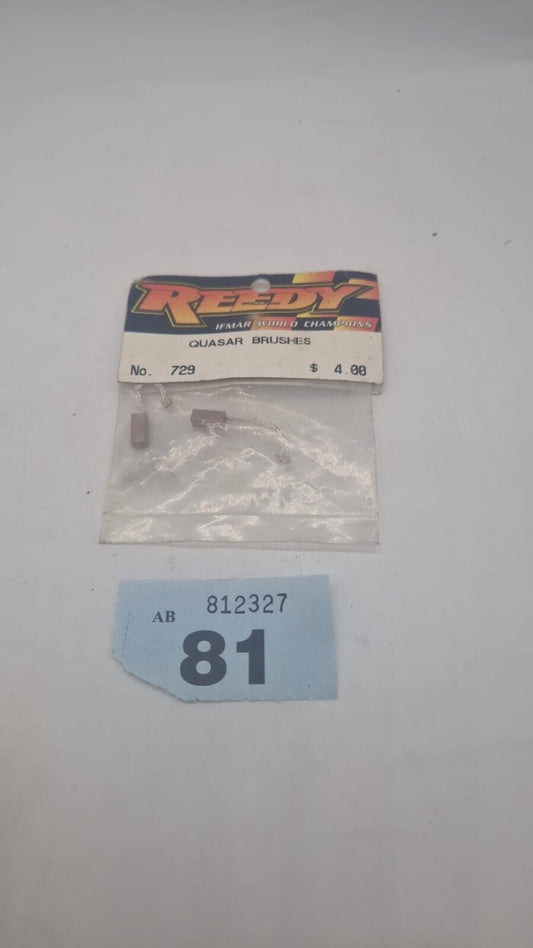 REEDY
IFMAR WORLD CHAMPIONS
QUASAR BRUSHES
No. 729 $ 4.00
AB 812327
81